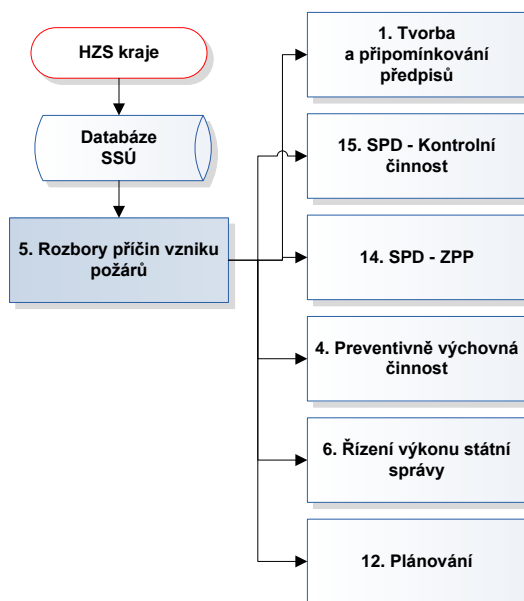 HZS kraje
Databáze
SSÚ
5. Rozbory příčin vzniku
požárů
1. Tvorba
a připomínkování
předpisů
15. SPD - Kontrolní
činnost
14. SPD - ZPP
4. Preventivně výchovná
činnost
6. Řízení výkonu státní
správy
12. Plánování